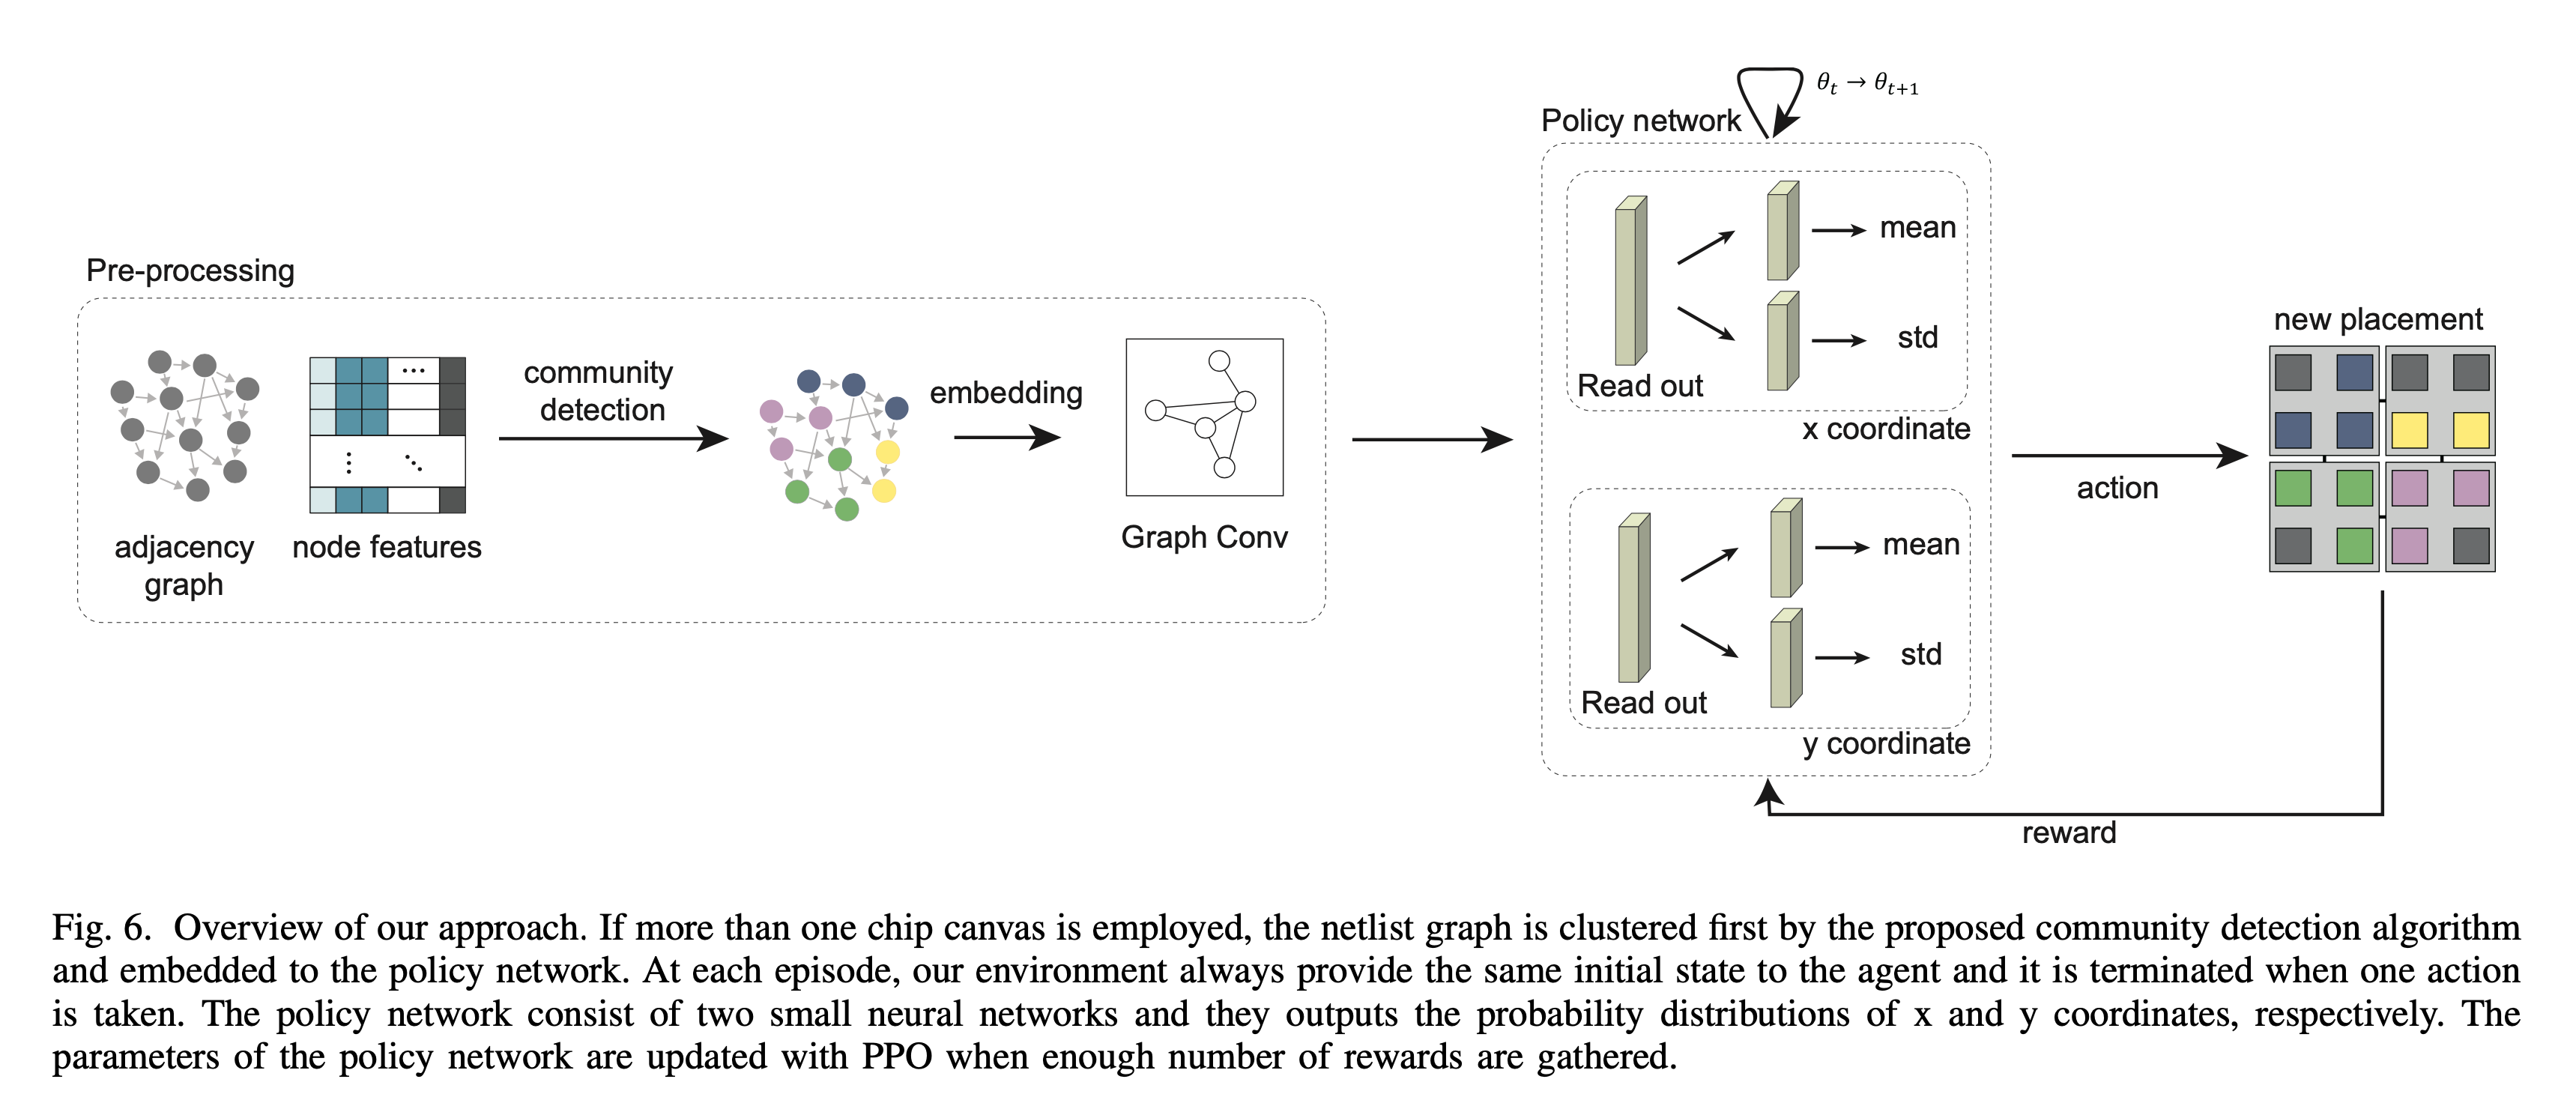 θt → θt+1
Policy network
mean
std
Read out
x coordinate
mean
std
Read out
y coordinate
Pre-processing
...
adjacency
graph
node features
community
detection
embedding
Graph Conv
action
new placement
reward
Fig. 6. Overview of our approach. If more than one chip canvas is employed, the netlist graph is clustered first by the proposed community detection algorithm
and embedded to the policy network. At each episode, our environment always provide the same initial state to the agent and it is terminated when one action
is taken. The policy network consist of two small neural networks and they outputs the probability distributions of x and y coordinates, respectively. The
parameters of the policy network are updated with PPO when enough number of rewards are gathered.